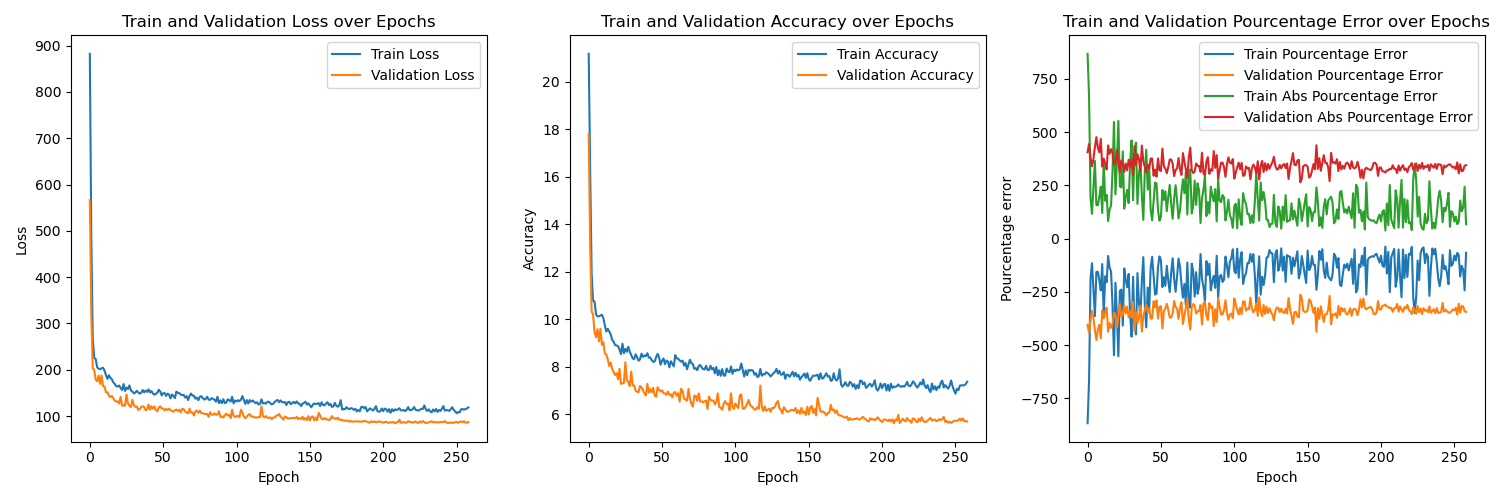 Train and Validation Loss over Epochs
Loss
900
800
700
600
500
400
300
200
100
Train Loss
Validation Loss
0
50
100
150
200
250
Epoch
Train and Validation Accuracy over Epochs
Accuracy
20
18
16
14
12
10
8
6
Train Accuracy
Validation Accuracy
0
50
100
150
200
250
Epoch
Train and Validation Pourcentage Error over Epochs
Pourcentage error
750
500
250
0
−250
−500
−750
Train Pourcentage Error
Validation Pourcentage Error
Train Abs Pourcentage Error
Validation Abs Pourcentage Error
0
50
100
150
200
250
Epoch